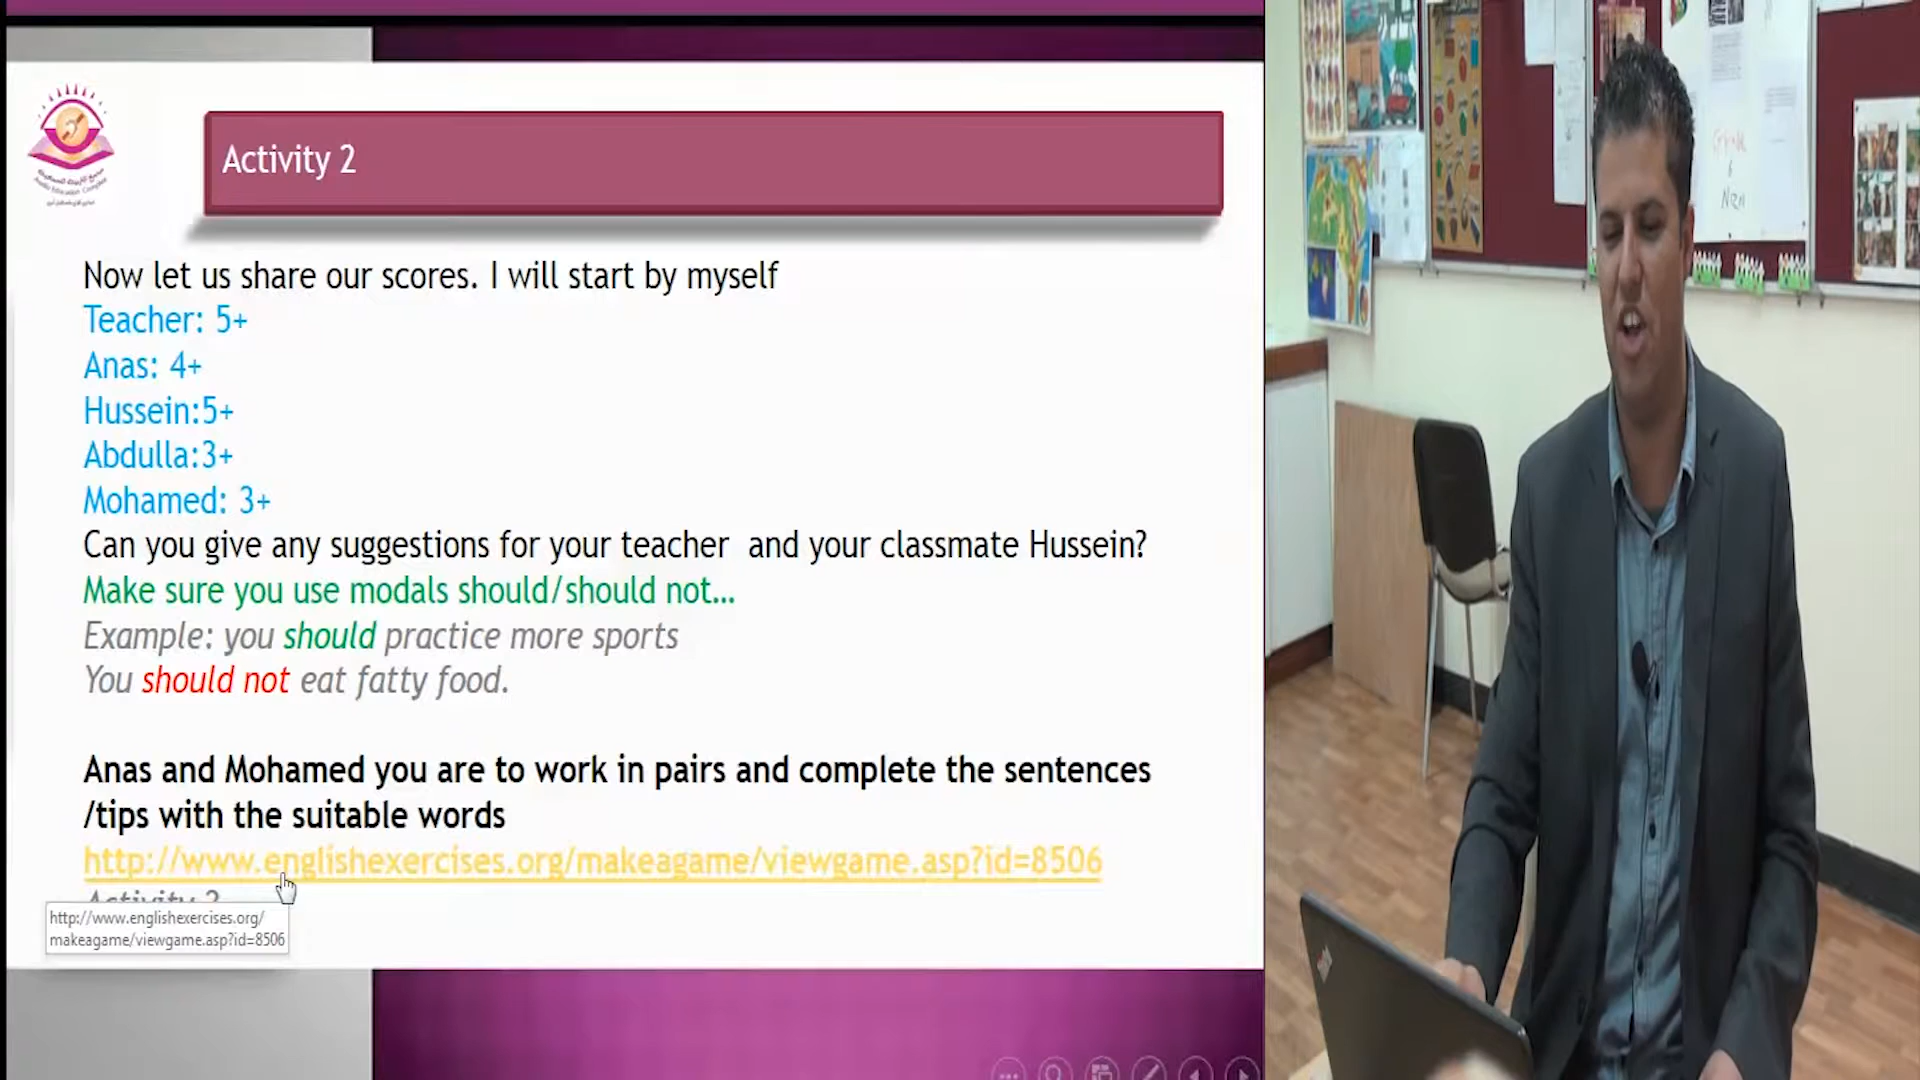 Activity 2
Now let us share our scores. I will start by myself
Teacher: 5+
Anas: 4+
Hussein:5+
Abdulla:3+
Mohamed: 3+
Can you give any suggestions for your teacher and your classmate Hussein?
Make sure you use modals should/should not...
Example: you should practice more sports
You should not eat fatty food.
Anas and Mohamed you are to work in pairs and complete the sentences
/tips with the suitable words
http://www.englishexercises.org/makeagame/viewgame.asp?id=8506
http://www.englishexercises.org/
makeagame/viewgame.asp?id=8506
Audio Education Complex